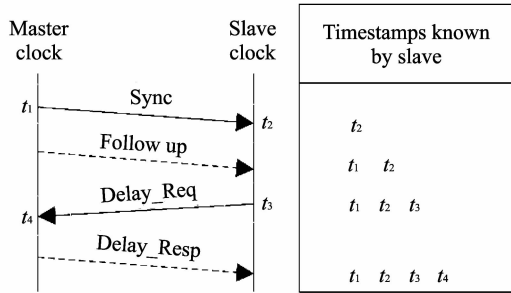 Master
clock
Slave
clock
Timestamps known
by slave
t₁
Sync
t₂
t₂
Follow up
t₁ t₂
Delay_Req
t₃
t₁ t₂ t₃
t₄
Delay_Resp
t₁ t₂ t₃ t₄